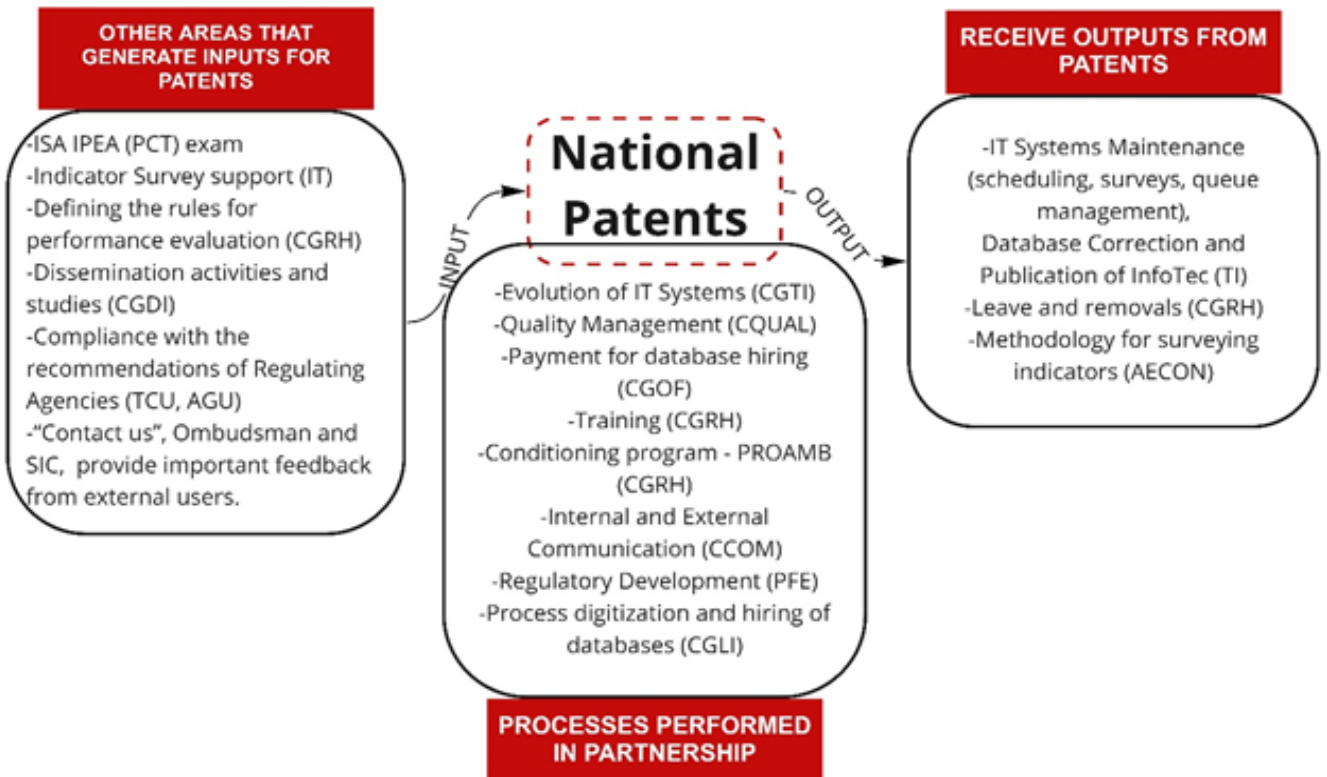 OTHER AREAS THAT
GENERATE INPUTS FOR
PATENTS
-ISA IPEA (PCT) exam
-Indicator Survey support (IT)
-Defining the rules for
performance evaluation (CGRH)
-Dissemination activities and
studies (CGDI)
-Compliance with the
recommendations of Regulating
Agencies (TCU, AGU)
-“Contact us”, Ombudsman and
SIC, provide important feedback
from external users.
INPUT
National
Patents
-Evolution of IT Systems (CGTI)
-Quality Management (CQUAL)
-Payment for database hiring
(CGOF)
-Training (CGRH)
-Conditioning program - PROAMB
(CGRH)
-Internal and External
Communication (CCOM)
-Regulatory Development (PFE)
-Process digitization and hiring of
databases (CGLI)
PROCESSES PERFORMED
IN PARTNERSHIP
OUTPUT
RECEIVE OUTPUTS FROM
PATENTS
-IT Systems Maintenance
(scheduling, surveys, queue
management),
Database Correction and
Publication of InfoTec (TI)
-Leave and removals (CGRH)
-Methodology for surveying
indicators (AECON)